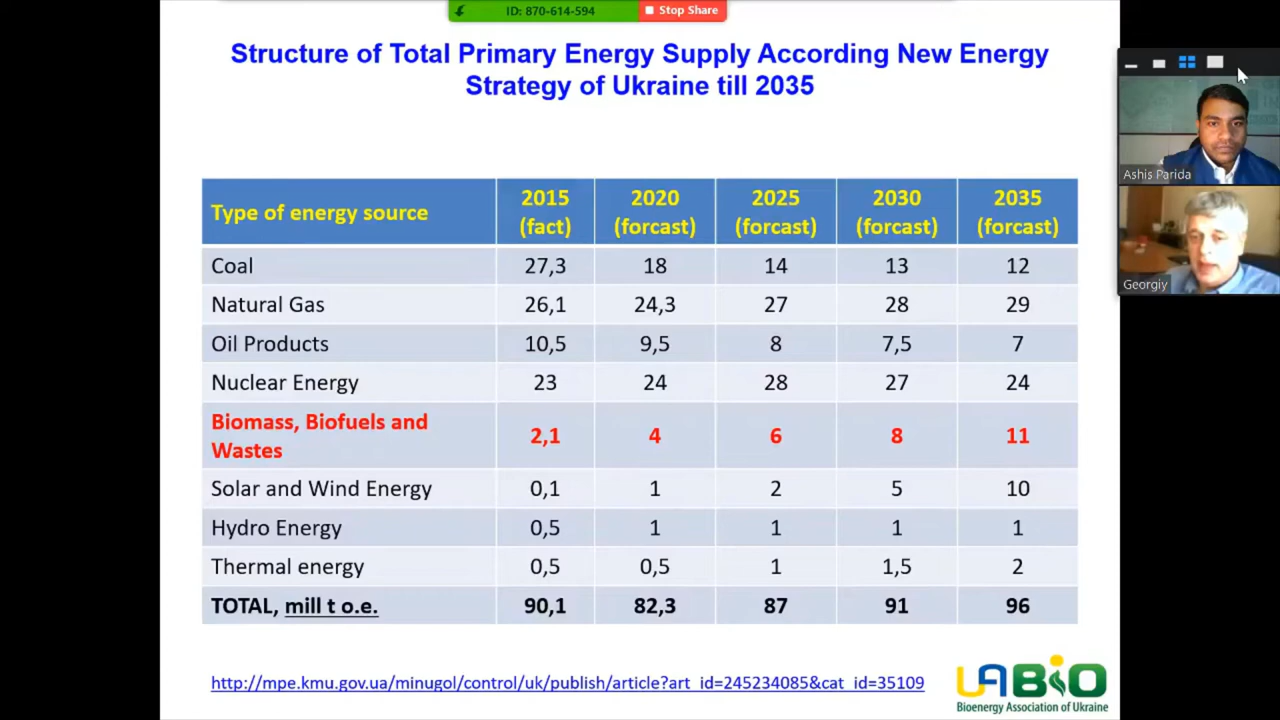 ID: 870-614-594
Stop Share
Structure of Total Primary Energy Supply According New Energy
Strategy of Ukraine till 2035
Type of energy source 2015 (fact) 2020 (forcast) 2025 (forcast) 2030 (forcast) 2035 (forcast)
Coal 27,3 18 14 13 12
Natural Gas 26,1 24,3 27 28 29
Oil Products 10,5 9,5 8 7,5 7
Nuclear Energy 23 24 28 27 24
Biomass, Biofuels and
Wastes 2,1 4 6 8 11
Solar and Wind Energy 0,1 1 2 5 10
Hydro Energy 0,5 1 1 1 1
Thermal energy 0,5 0,5 1 1,5 2
TOTAL, mill t o.e. 90,1 82,3 87 91 96
http://mpe.kmu.gov.ua/minugol/control/uk/publish/article?art_id=245234085&cat_id=35109
UABIO
Bioenergy Association of Ukraine
Ashis Parida
Georgiy